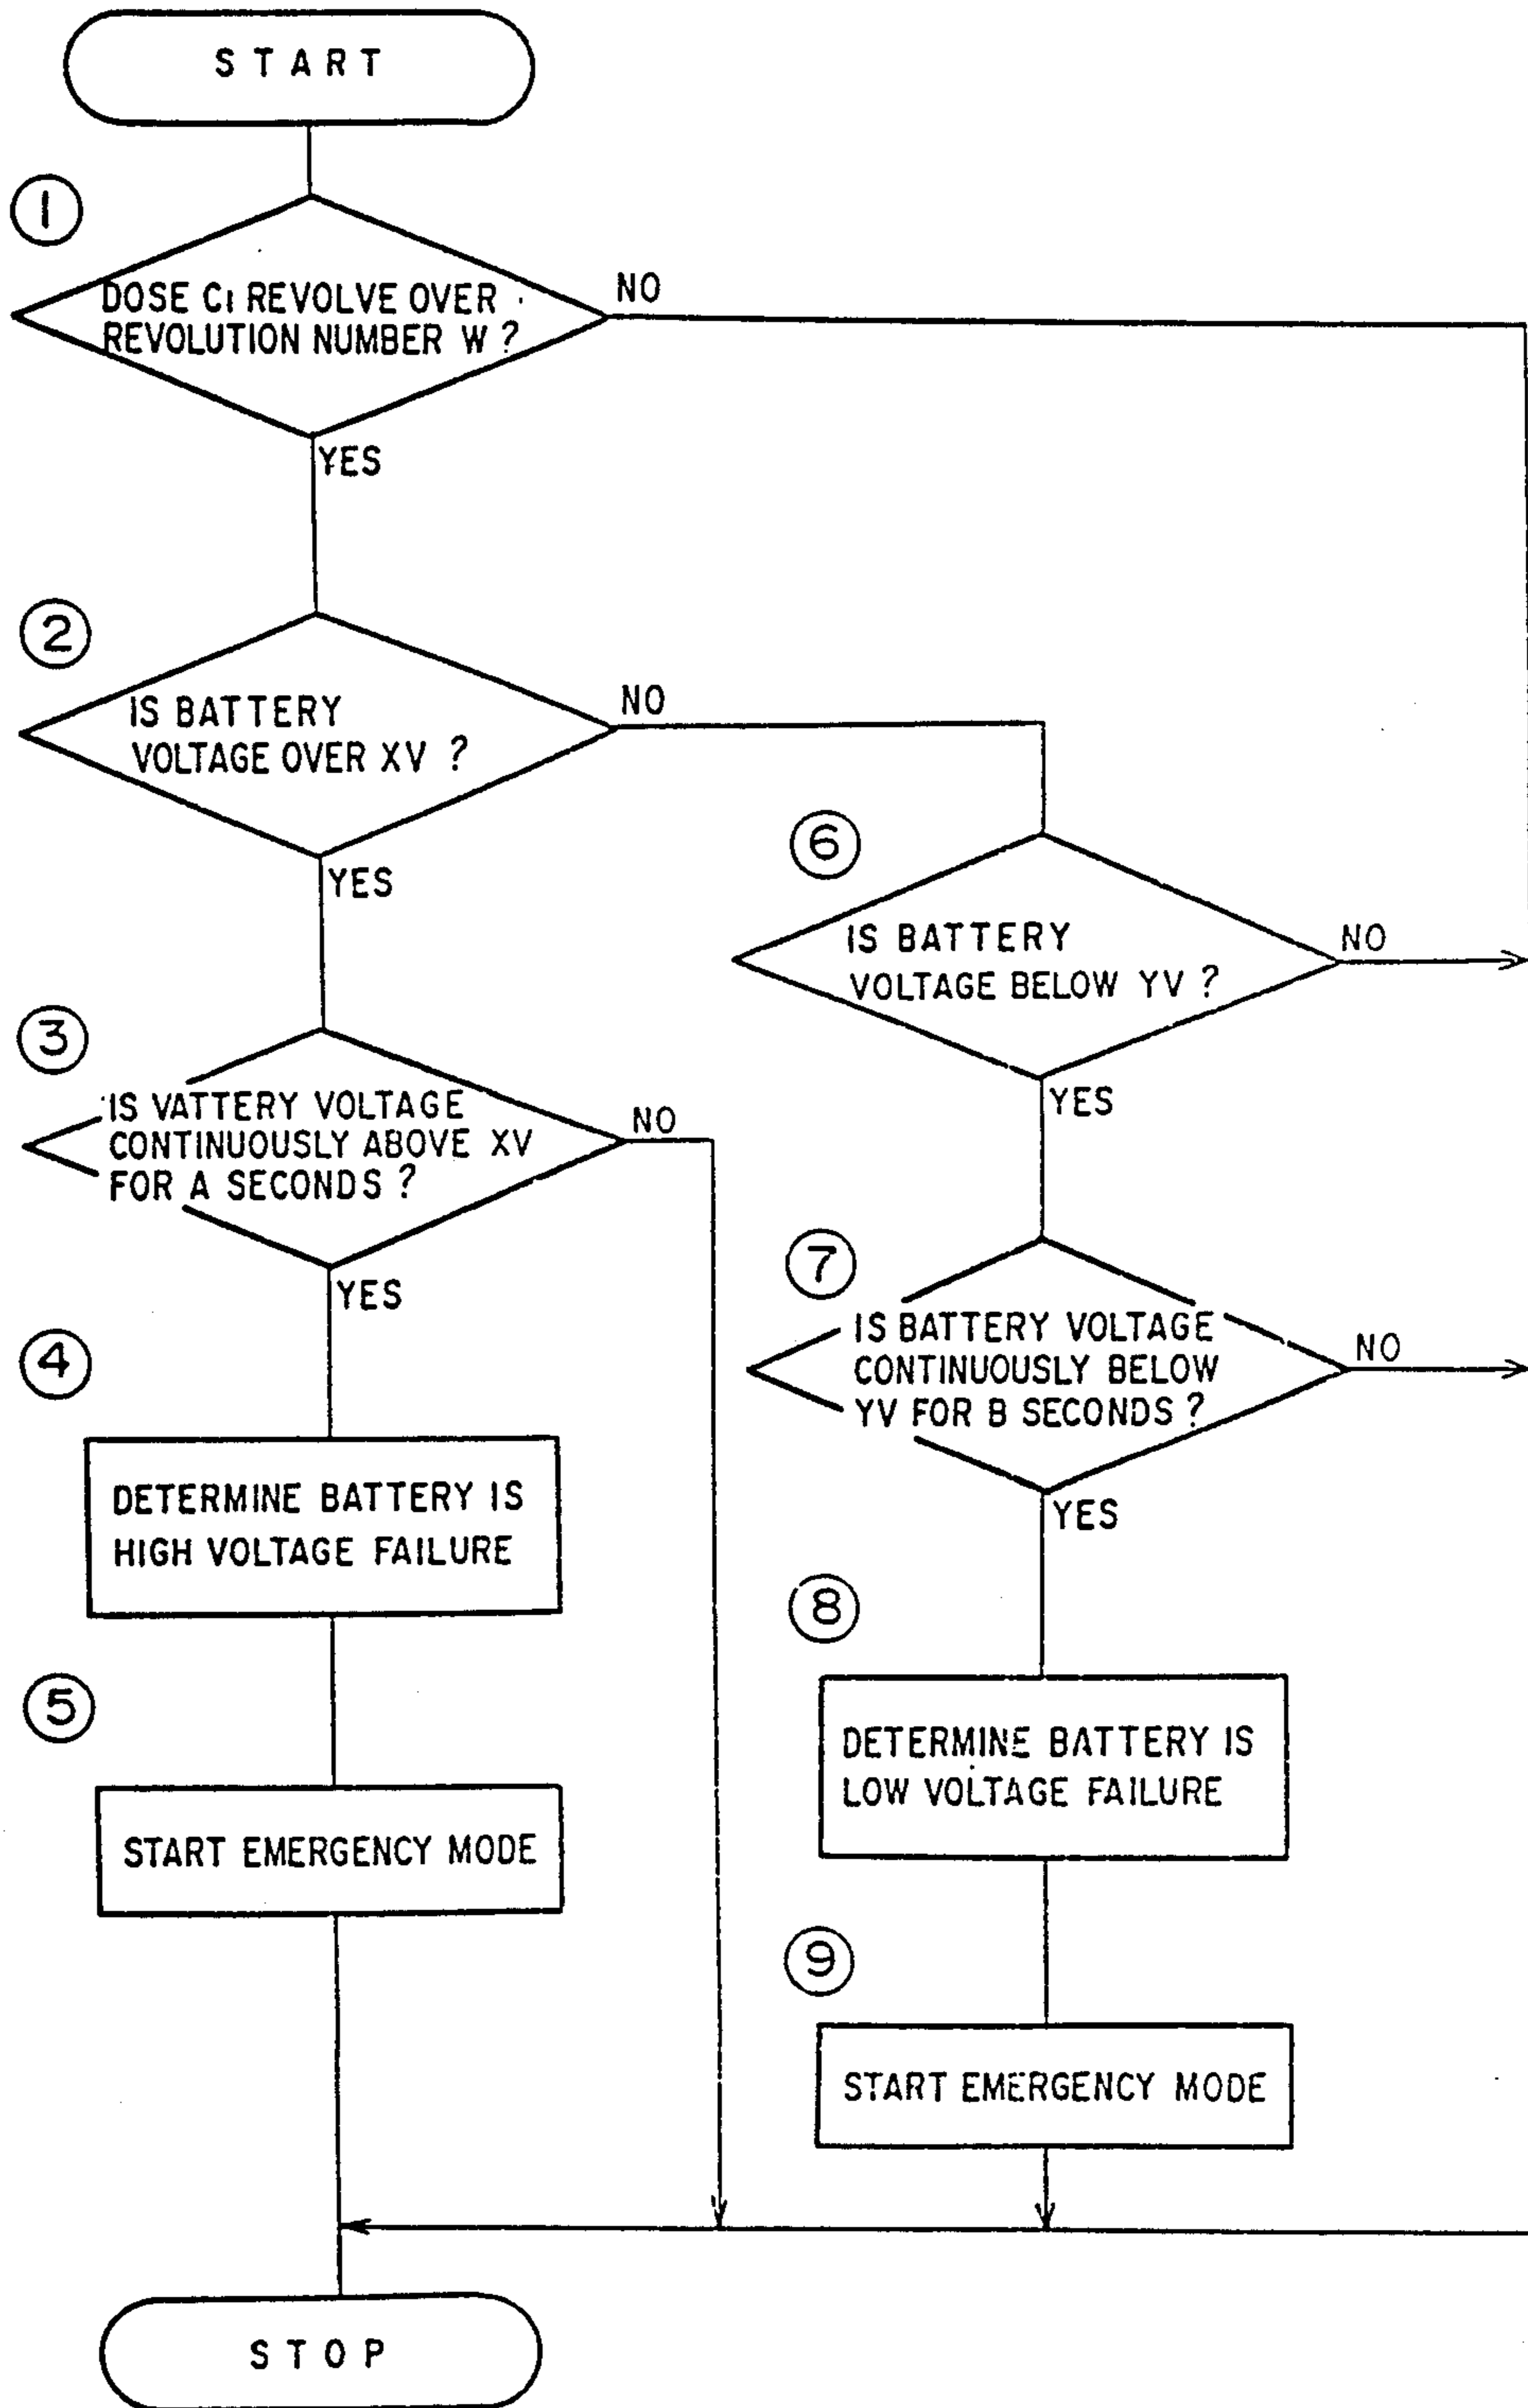 START
①
DOSE C1 REVOLVE OVER
REVOLUTION NUMBER W ?
NO
YES
②
IS BATTERY
VOLTAGE OVER XV ?
NO
YES
③
IS VATTERY VOLTAGE
CONTINUOUSLY ABOVE XV
FOR A SECONDS ?
NO
YES
④
DETERMINE BATTERY IS
HIGH VOLTAGE FAILURE
⑤
START EMERGENCY MODE
⑥
IS BATTERY
VOLTAGE BELOW YV ?
NO
YES
⑦
IS BATTERY VOLTAGE
CONTINUOUSLY BELOW
YV FOR B SECONDS ?
NO
YES
⑧
DETERMINE BATTERY IS
LOW VOLTAGE FAILURE
⑨
START EMERGENCY MODE
STOP